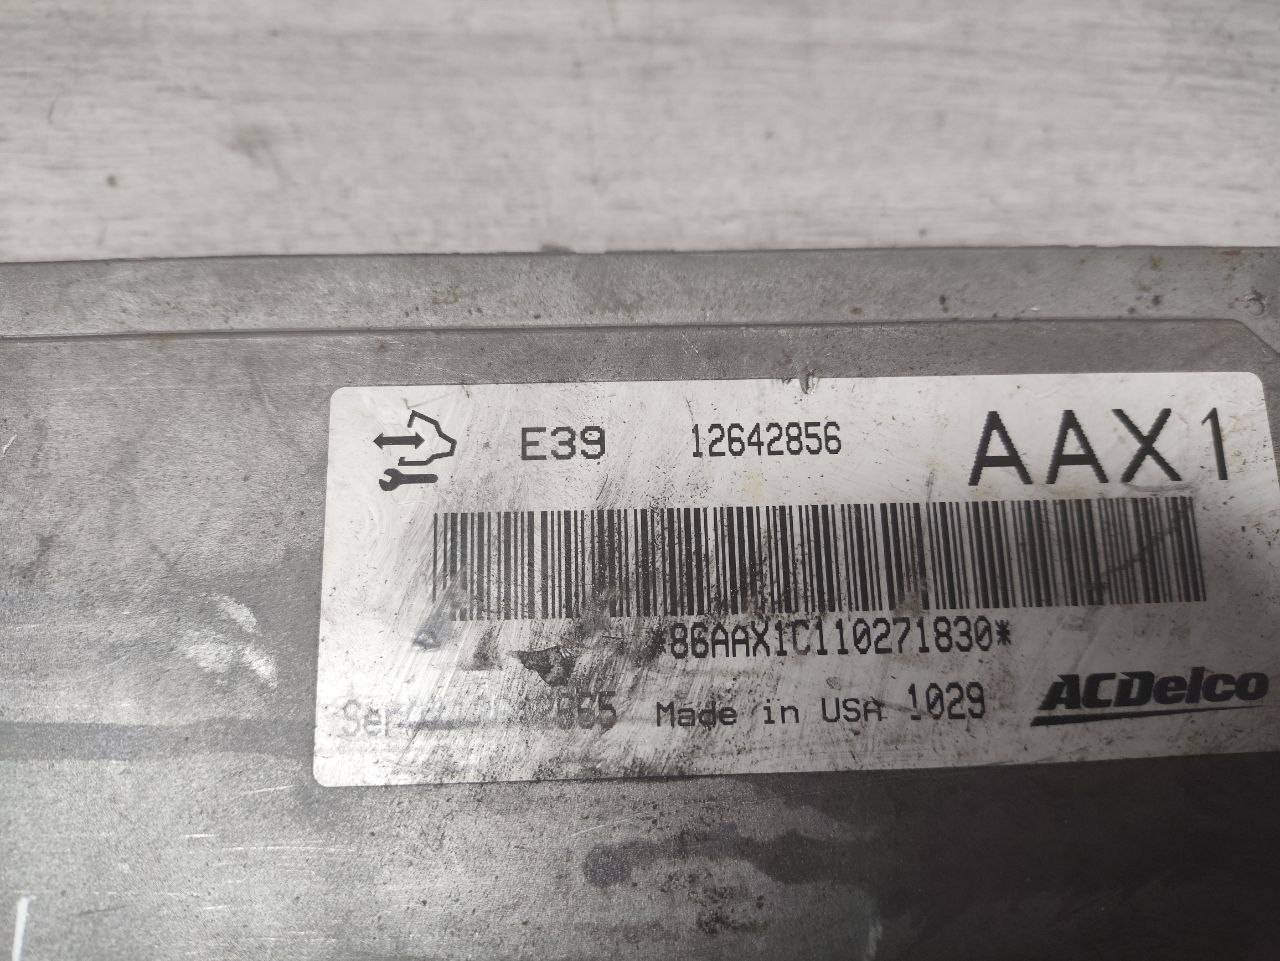 E39 12642856 AAX1
*86AAX1C110271830*
Made in USA 1029 ACDelco